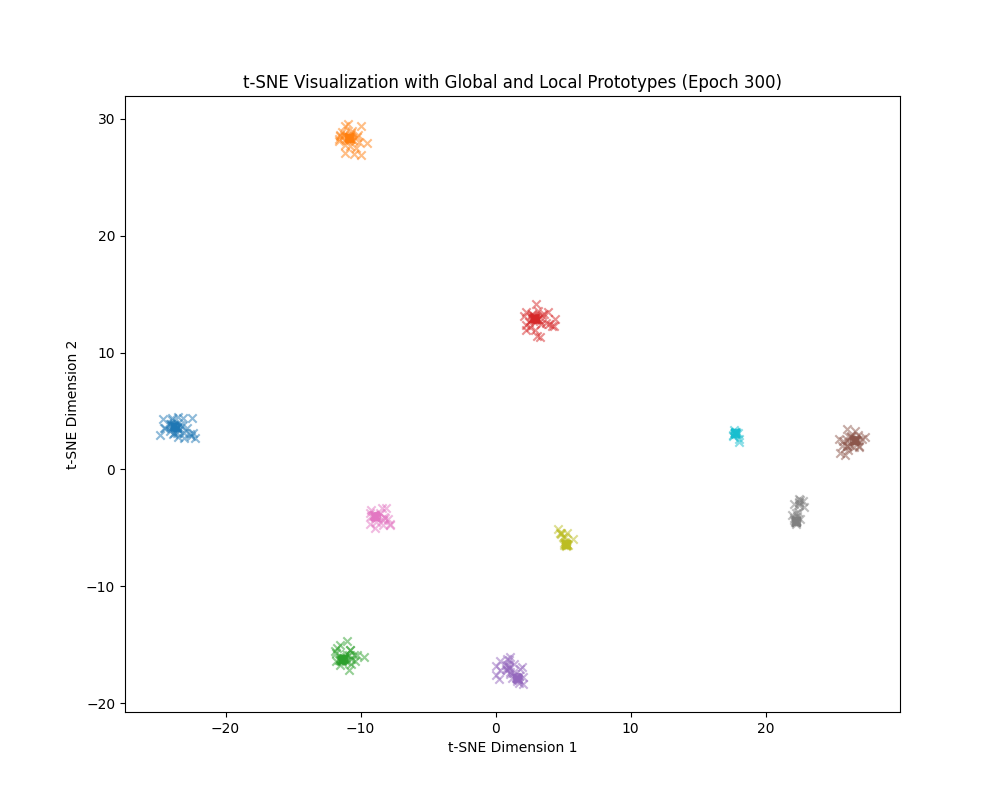 t-SNE Visualization with Global and Local Prototypes (Epoch 300)
30
20
10
0
−10
−20
t-SNE Dimension 2
−20 −10 0 10 20
t-SNE Dimension 1